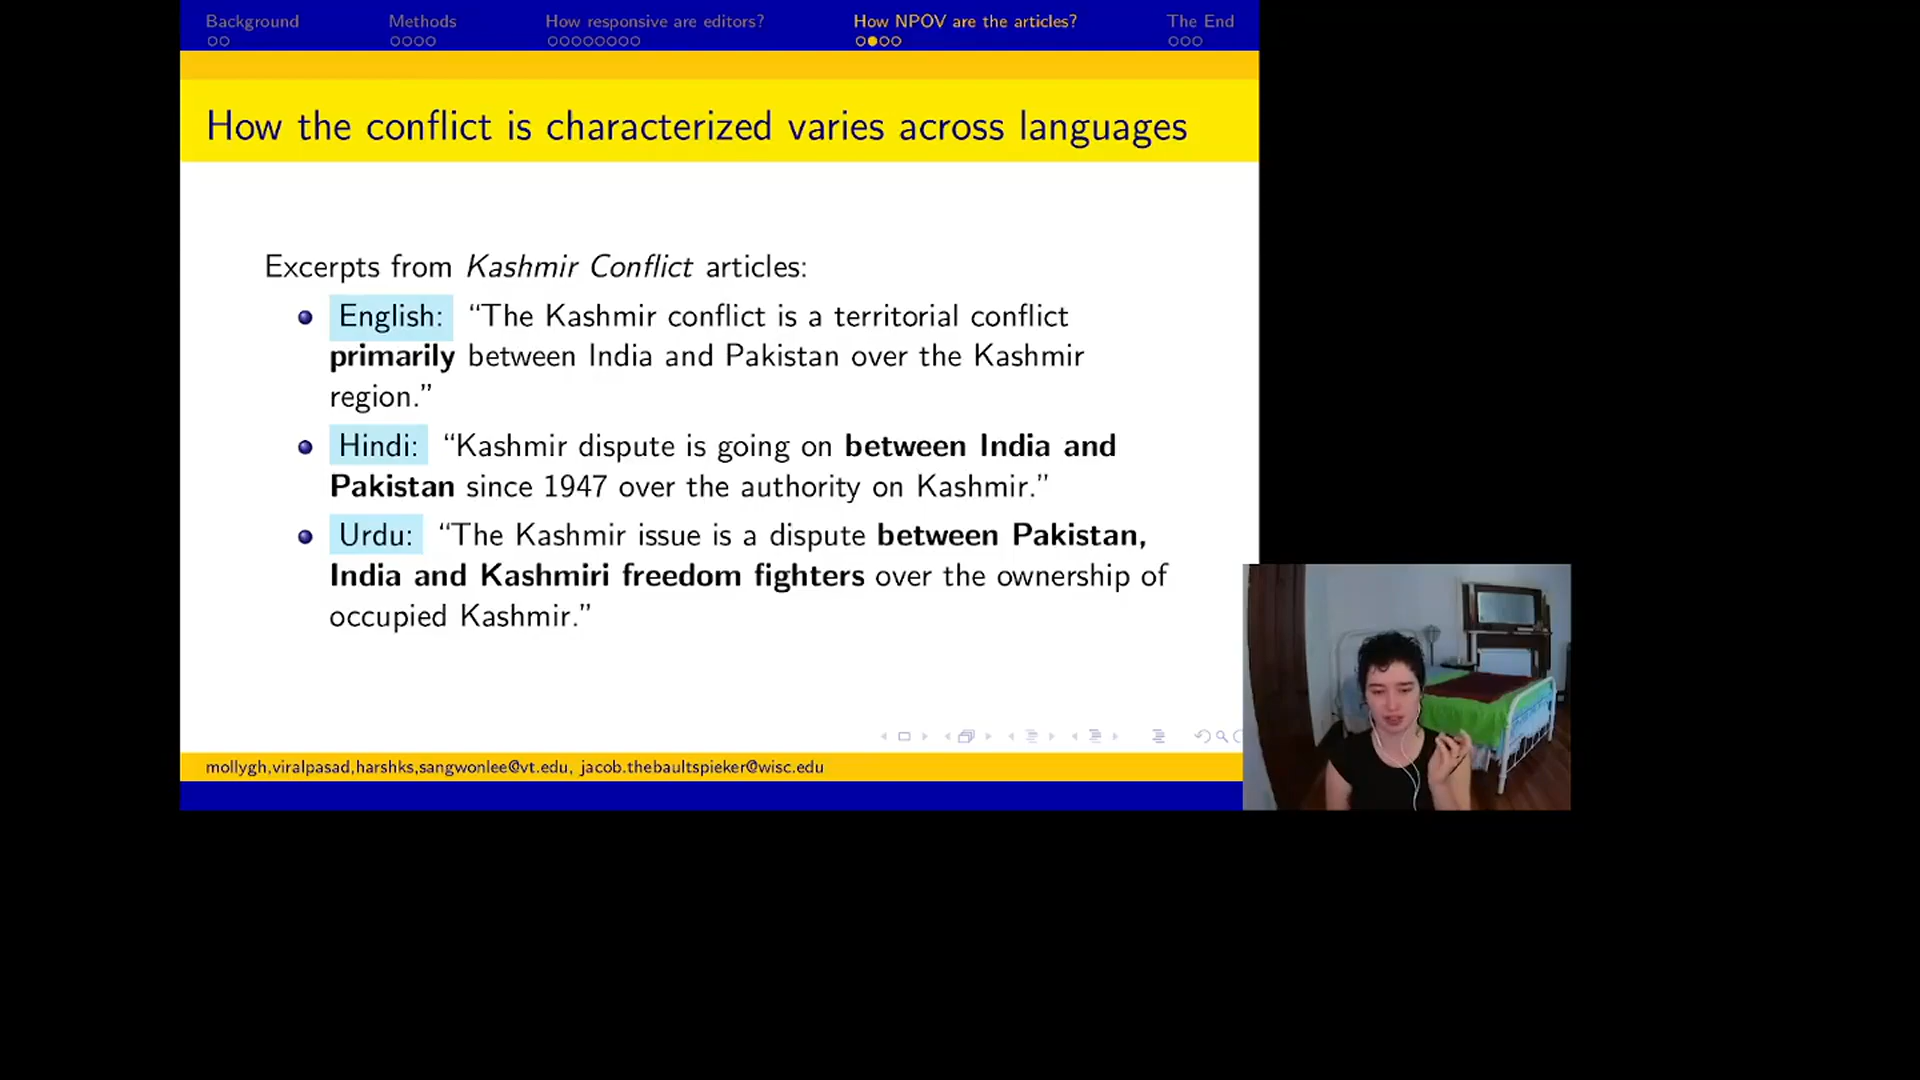 Background
Methods
How responsive are editors?
How NPOV are the articles?
The End
How the conflict is characterized varies across languages
Excerpts from Kashmir Conflict articles:
English: “The Kashmir conflict is a territorial conflict
primarily between India and Pakistan over the Kashmir
region.”
Hindi: “Kashmir dispute is going on between India and
Pakistan since 1947 over the authority on Kashmir.”
Urdu: “The Kashmir issue is a dispute between Pakistan,
India and Kashmiri freedom fighters over the ownership of
occupied Kashmir.”
mollygh,viralpasad,harshks,sangwonlee@vt.edu, jacob.thebaultspieker@wisc.edu